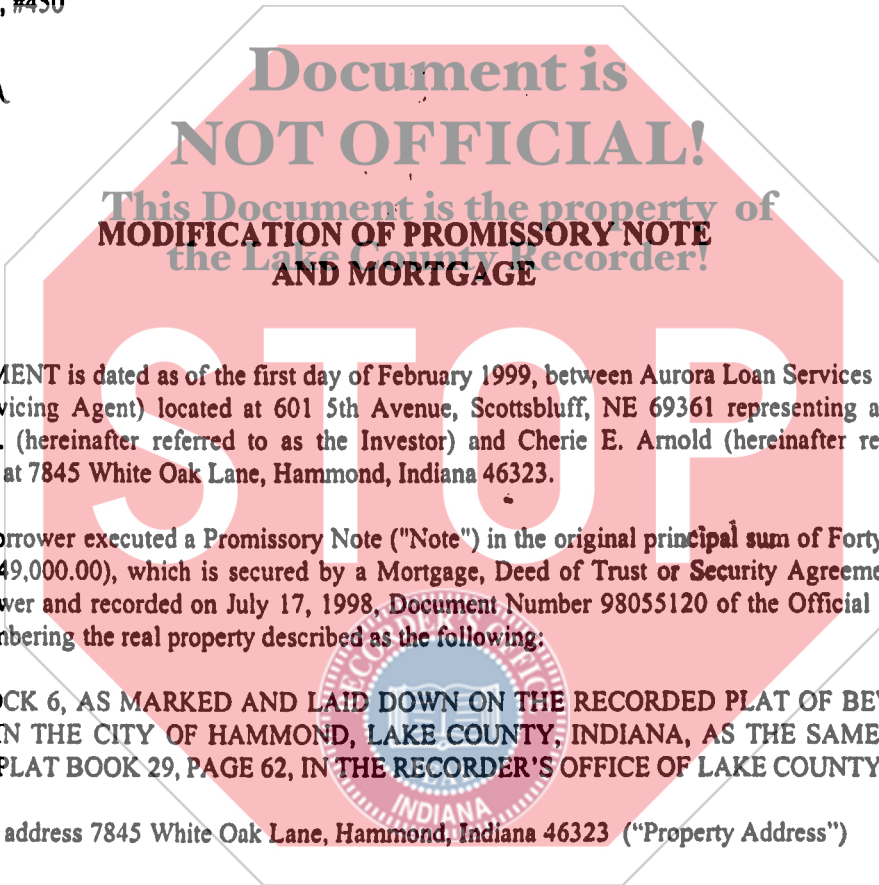 , #450
Document is
NOT OFFICIAL!
This Document is the property of
the Lake County Recorder!
MODIFICATION OF PROMISSORY NOTE
AND MORTGAGE
STOP
MENT is dated as of the first day of February 1999, between Aurora Loan Services
vicing Agent) located at 601 5th Avenue, Scottsbluff, NE 69361 representing a
. (hereinafter referred to as the Investor) and Cherie E. Arnold (hereinafter re
at 7845 White Oak Lane, Hammond, Indiana 46323.
orrower executed a Promissory Note ("Note") in the original principal sum of Forty
49,000.00), which is secured by a Mortgage, Deed of Trust or Security Agreeme
wer and recorded on July 17, 1998, Document Number 98055120 of the Official
nbering the real property described as the following:
OCK 6, AS MARKED AND LAID DOWN ON THE RECORDED PLAT OF BE
IN THE CITY OF HAMMOND, LAKE COUNTY, INDIANA, AS THE SAME
PLAT BOOK 29, PAGE 62, IN THE RECORDER'S OFFICE OF LAKE COUNTY
address 7845 White Oak Lane, Hammond, Indiana 46323 ("Property Address")
RECORDER'S OFFICE
INDIANA